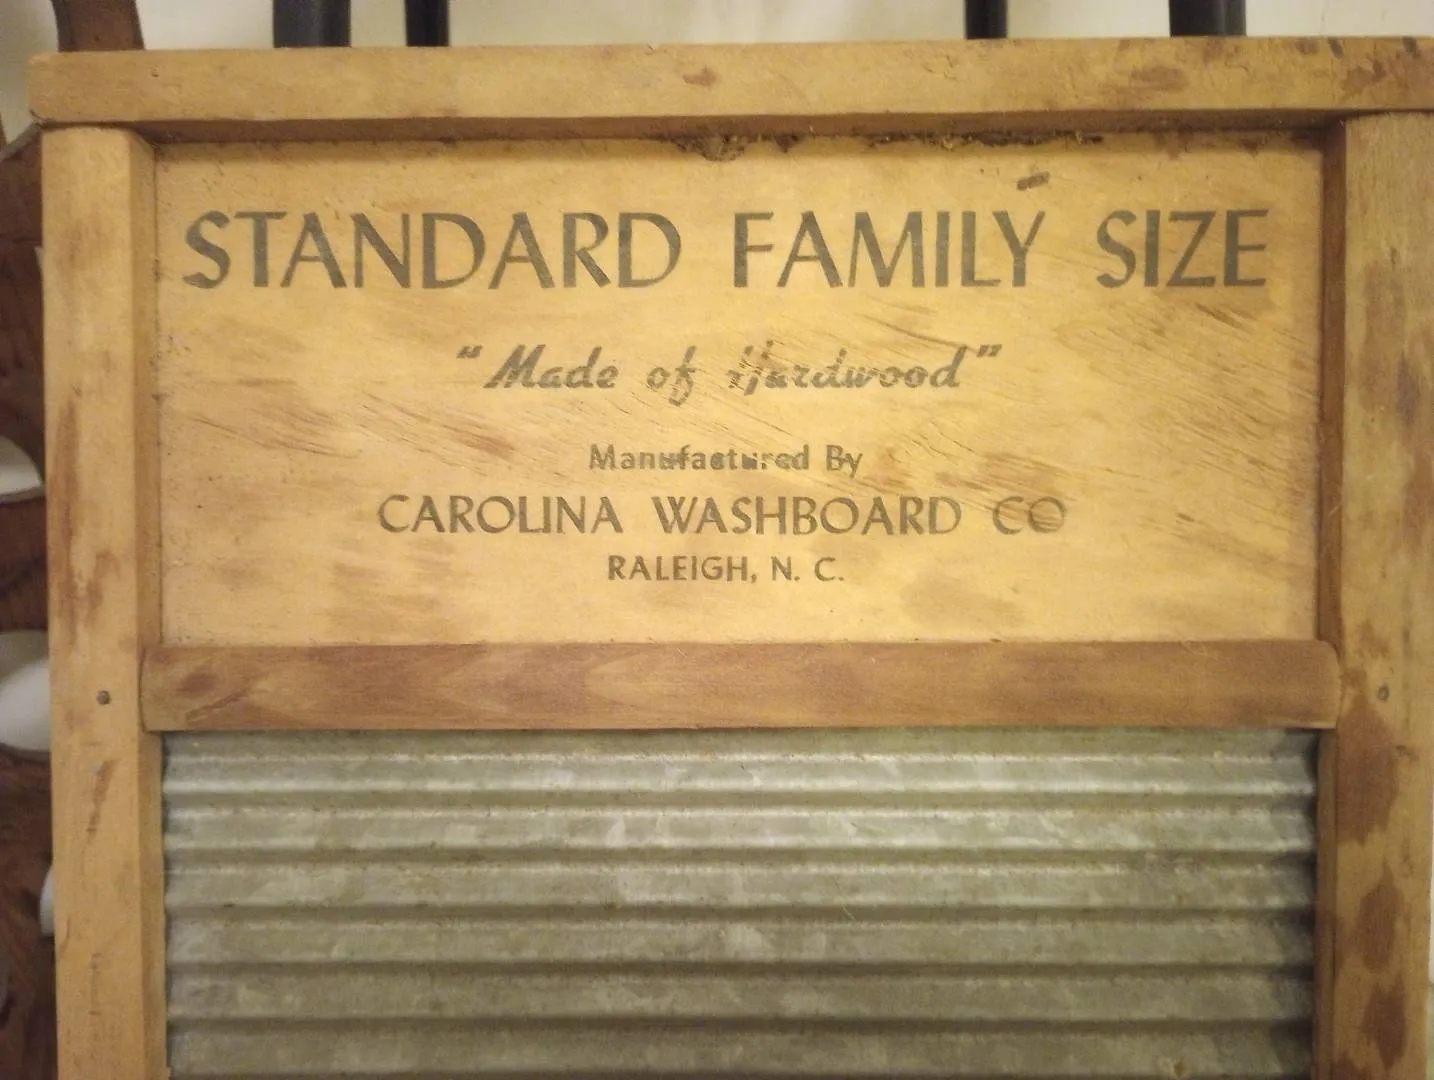 STANDARD FAMILY SIZE
"Made of Hardwood"
Manufactured By
CAROLINA WASHBOARD CO
RALEIGH, N. C.